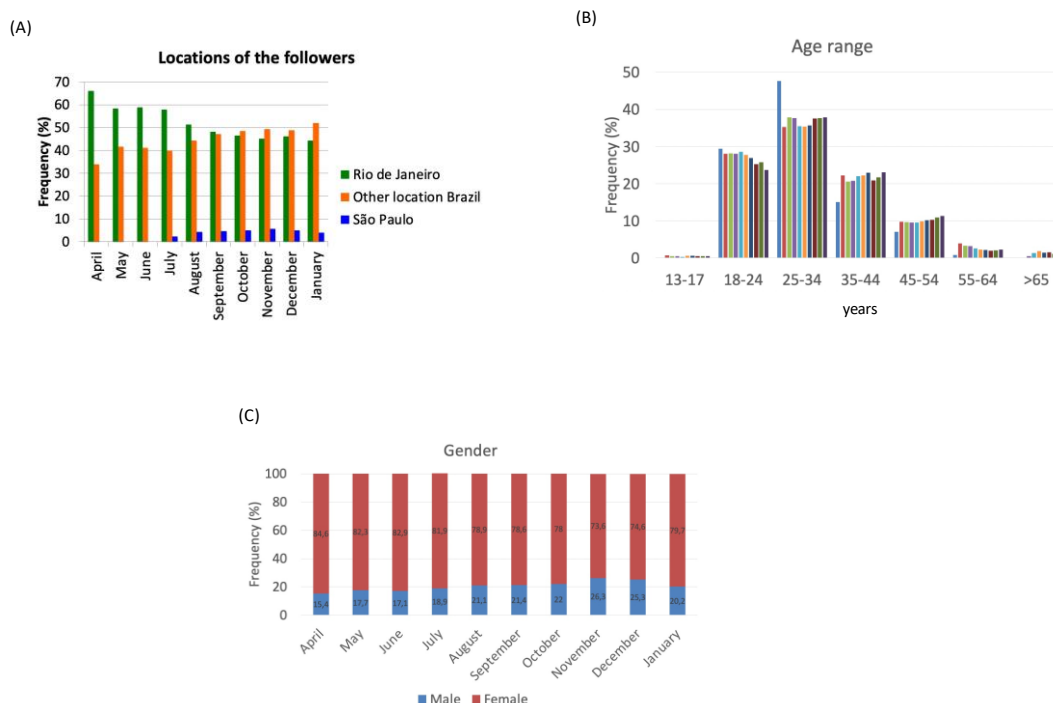 (A)
Locations of the followers
Frequency (%)
70
60
50
40
30
20
10
0
April
May
June
July
August
September
October
November
December
January
Rio de Janeiro
Other location Brazil
São Paulo
(B)
Age range
Frequency (%)
50
40
30
20
10
0
13-17 18-24 25-34 35-44 45-54 55-64 >65
years
(C)
Gender
Frequency (%)
100
80
60
40
20
0
84,6 82,3 82,9 81,9 78,9 78,6 78 73,6 74,6 79,7
15,4 17,7 17,1 18,9 21,1 21,4 22 26,3 25,3 20,2
April
May
June
July
August
September
October
November
December
January
Male Female